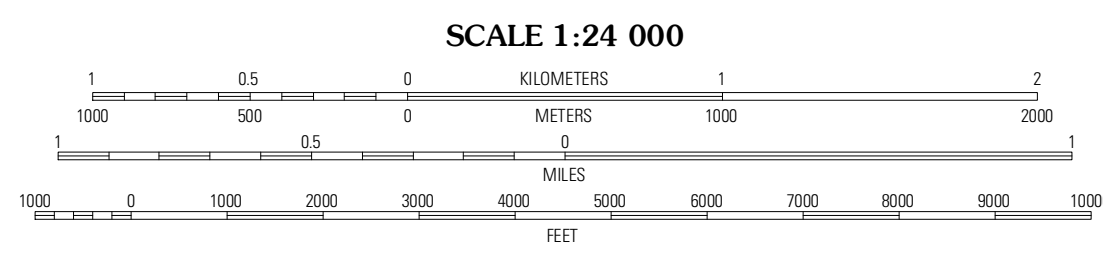 SCALE 1:24 000
1 0.5 0 KILOMETERS 1 2
1000 500 0 METERS 1000 2000
1 0.5 0 1
MILES
1000 0 1000 2000 3000 4000 5000 6000 7000 8000 9000 1000
FEET